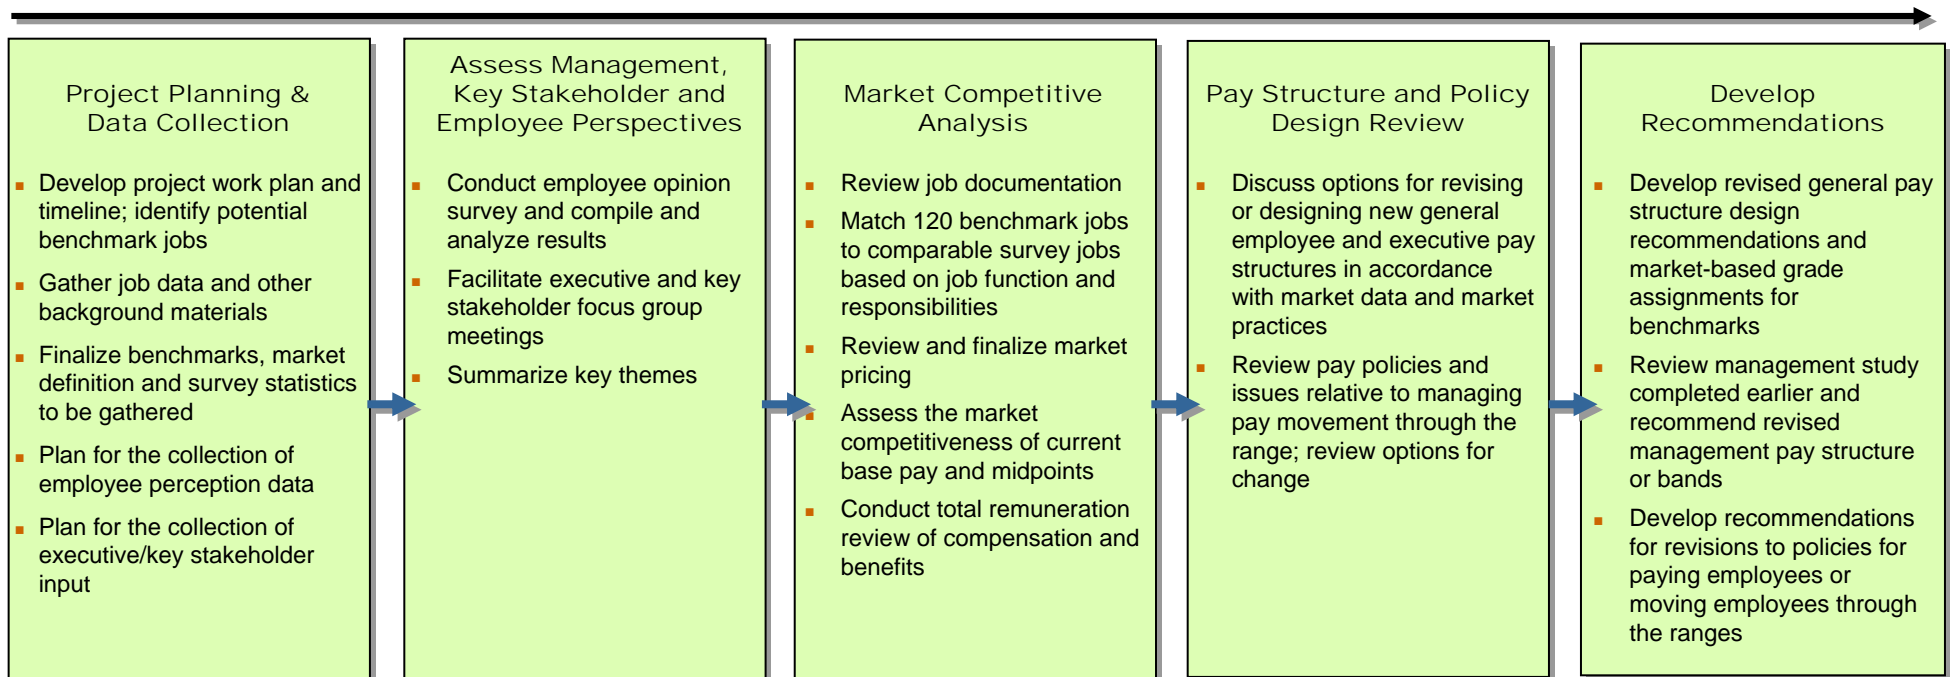 Project Planning &
Data Collection
▪ Develop project work plan and
timeline; identify potential
benchmark jobs
▪ Gather job data and other
background materials
▪ Finalize benchmarks, market
definition and survey statistics
to be gathered
▪ Plan for the collection of
employee perception data
▪ Plan for the collection of
executive/key stakeholder
input
Assess Management,
Key Stakeholder and
Employee Perspectives
▪ Conduct employee opinion
survey and compile and
analyze results
▪ Facilitate executive and key
stakeholder focus group
meetings
▪ Summarize key themes
Market Competitive
Analysis
▪ Review job documentation
▪ Match 120 benchmark jobs
to comparable survey jobs
based on job function and
responsibilities
▪ Review and finalize market
pricing
▪ Assess the market
competitiveness of current
base pay and midpoints
▪ Conduct total remuneration
review of compensation and
benefits
Pay Structure and Policy
Design Review
▪ Discuss options for revising
or designing new general
employee and executive pay
structures in accordance
with market data and market
practices
▪ Review pay policies and
issues relative to managing
pay movement through the
range; review options for
change
Develop
Recommendations
▪ Develop revised general pay
structure design
recommendations and
market-based grade
assignments for
benchmarks
▪ Review management study
completed earlier and
recommend revised
management pay structure
or bands
▪ Develop recommendations
for revisions to policies for
paying employees or
moving employees through
the ranges